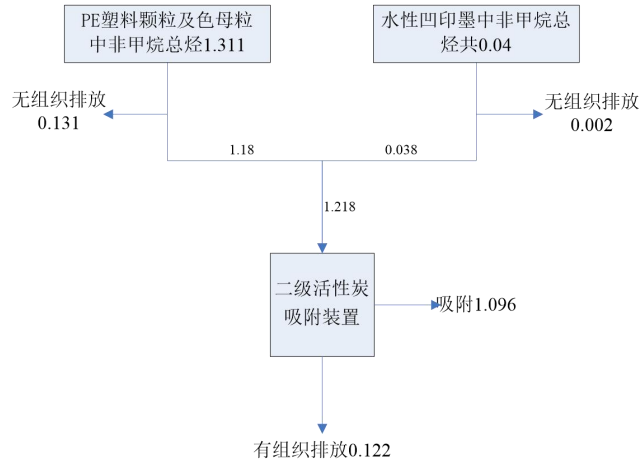 PE塑料颗粒及色母粒
中非甲烷总烃1.311
水性凹印墨中非甲烷总
烃共0.04
无组织排放
0.131
无组织排放
0.002
1.18
0.038
1.218
二级活性炭
吸附装置
吸附1.096
有组织排放0.122